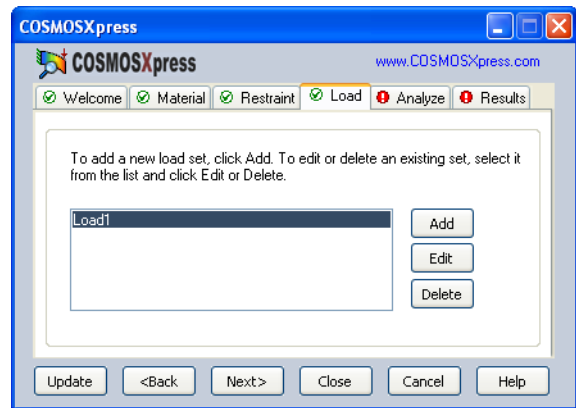 COSMOSXpress
COSMOSXpress www.COSMOSXpress.com
Welcome Material Restraint Load Analyze Results
To add a new load set, click Add. To edit or delete an existing set, select it
from the list and click Edit or Delete.
Load1
Add
Edit
Delete
Update <Back Next> Close Cancel Help